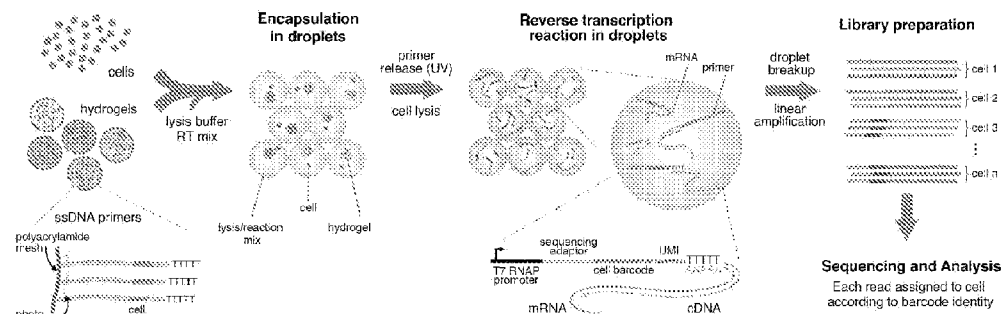 cells
hydrogels
lysis buffer
RT mix
ssDNA primers
polyacrylamide
mesh
photo
cell
Encapsulation
in droplets
lysis/reaction
mix
cell
hydrogel
primer
release (UV)
cell lysis
Reverse transcription
reaction in droplets
mRNA
primer
T7 RNAP
promoter
sequencing
adaptor
cell barcode
UMI
mRNA
cDNA
droplet
breakup
linear
amplification
Library preparation
cell 1
cell 2
cell 3
⋮
cell n
Sequencing and Analysis
Each read assigned to cell
according to barcode identity